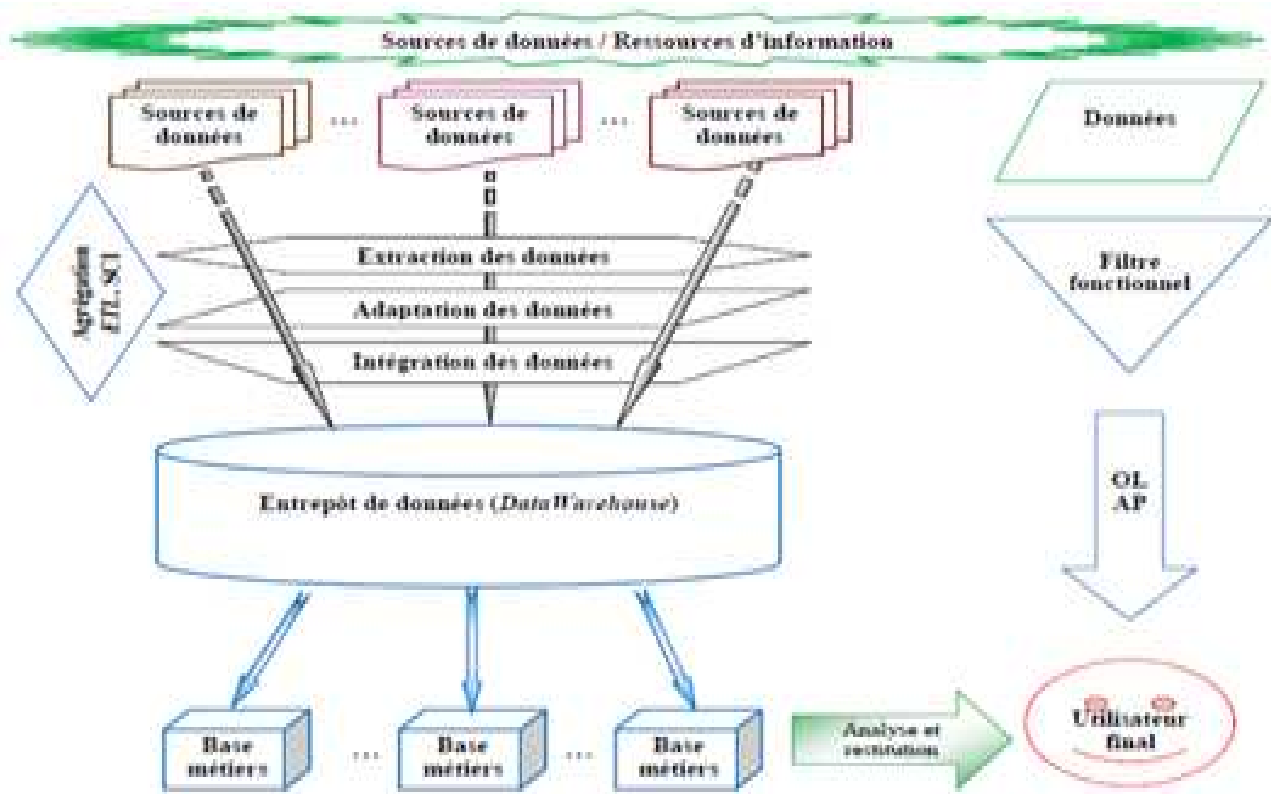 Sources de données / Ressources d'information
Sources de
données
...
Sources de
données
...
Sources de
données
Données
Agrégation
ETL, SCI
Extraction des données
Adaptation des données
Intégration des données
Filtre
fonctionnel
Entrepôt de données (DataWarehouse)
OL
AP
Base
métiers
...
Base
métiers
...
Base
métiers
Analyse et
restitution
Utilisateur
final